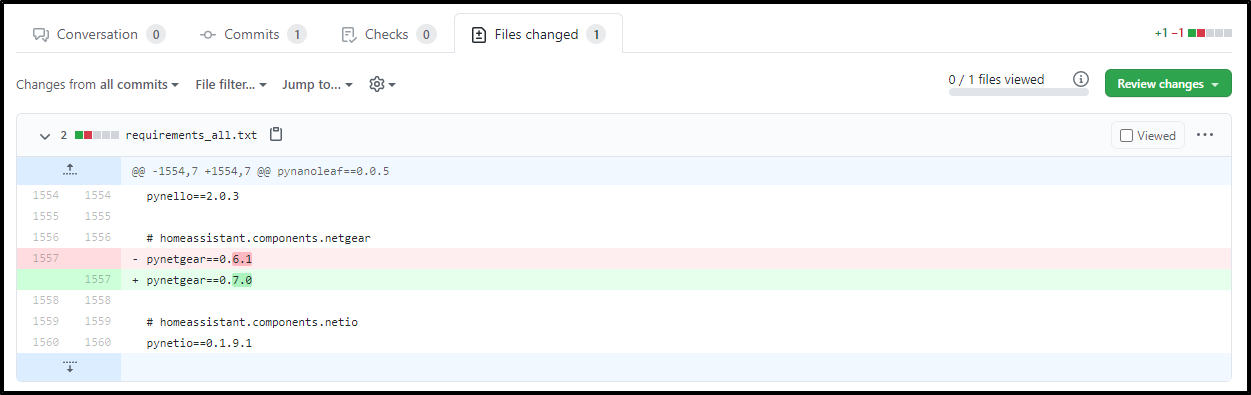 Conversation 0 Commits 1 Checks 0 Files changed 1 +1 −1
Changes from all commits File filter... Jump to... 0 / 1 files viewed Review changes
2 requirements_all.txt Viewed
@@ -1554,7 +1554,7 @@ pynanoleaf==0.0.5
1554 1554 pynello==2.0.3
1555 1555
1556 1556 # homeassistant.components.netgear
1557 - pynetgear==0.6.1
1557 + pynetgear==0.7.0
1558 1558
1559 1559 # homeassistant.components.netio
1560 1560 pynetio==0.1.9.1